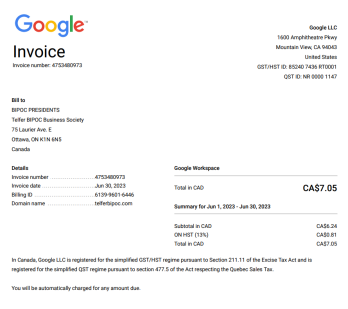 Google
Google LLC
1600 Amphitheatre Pkwy
Mountain View, CA 94043
United States
GST/HST ID: 85240 7436 RT0001
QST ID: NR 0000 1147
Invoice
Invoice number: 4753480973
Bill to
BIPOC PRESIDENTS
Telfer BIPOC Business Society
75 Laurier Ave. E
Ottawa, ON K1N 6N5
Canada
Details
Invoice number 4753480973
Invoice date Jun 30, 2023
Billing ID 6139-9601-6446
Domain name telferbipoc.com
Google Workspace
Total in CAD CA$7.05
Summary for Jun 1, 2023 - Jun 30, 2023
Subtotal in CAD CA$6.24
ON HST (13%) CA$0.81
Total in CAD CA$7.05
In Canada, Google LLC is registered for the simplified GST/HST regime pursuant to Section 211.11 of the Excise Tax Act and is
registered for the simplified QST regime pursuant to section 477.5 of the Act respecting the Quebec Sales Tax.
You will be automatically charged for any amount due.